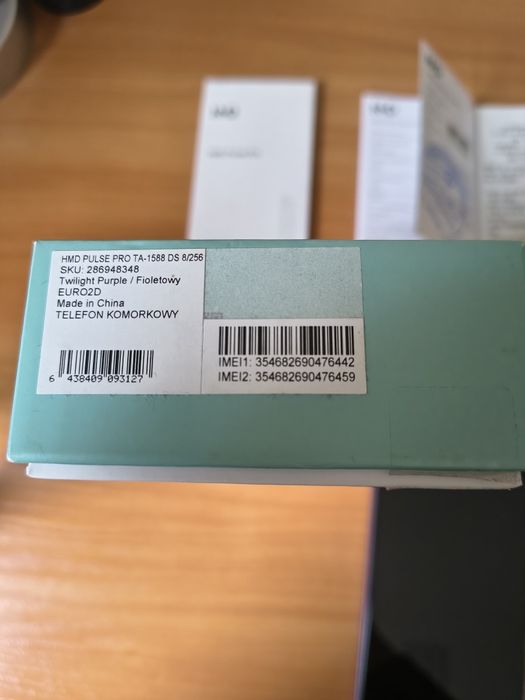 HMD PULSE PRO TA-1588 DS 8/256
SKU: 286948348
Twilight Purple / Fioletowy
EURO2D
Made in China
TELEFON KOMORKOWY
6 438409 093127
IMEI1: 354682690476442
IMEI2: 354682690476459